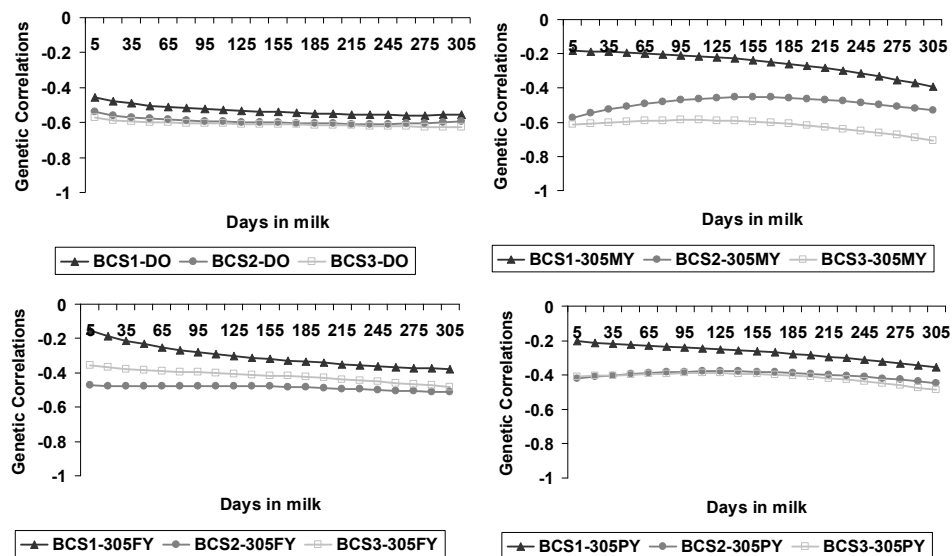 Genetic Correlations
0
-0.2
-0.4
-0.6
-0.8
-1
5 35 65 95 125 155 185 215 245 275 305
Days in milk
BCS1-DO BCS2-DO BCS3-DO
Genetic Correlations
0
-0.2
-0.4
-0.6
-0.8
-1
5 35 65 95 125 155 185 215 245 275 305
Days in milk
BCS1-305MY BCS2-305MY BCS3-305MY
Genetic Correlations
0
-0.2
-0.4
-0.6
-0.8
-1
5 35 65 95 125 155 185 215 245 275 305
Days in milk
BCS1-305FY BCS2-305FY BCS3-305FY
Genetic Correlations
0
-0.2
-0.4
-0.6
-0.8
-1
5 35 65 95 125 155 185 215 245 275 305
Days in milk
BCS1-305PY BCS2-305PY BCS3-305PY